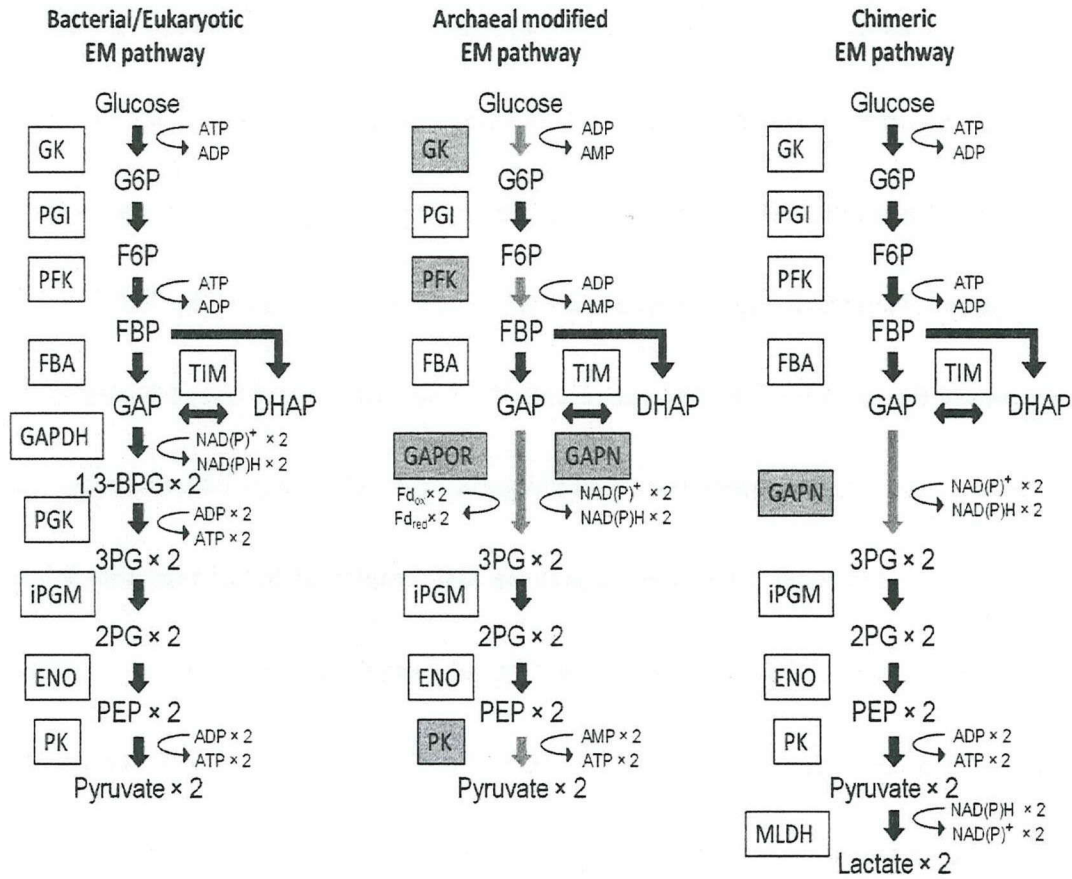 Bacterial/Eukaryotic
EM pathway
Glucose
GK
ATP
ADP
G6P
PGI
F6P
PFK
ATP
ADP
FBP
FBA
TIM
GAP
DHAP
GAPDH
NAD(P)⁺ × 2
NAD(P)H × 2
1,3-BPG × 2
PGK
ADP × 2
ATP × 2
3PG × 2
iPGM
2PG × 2
ENO
PEP × 2
PK
ADP × 2
ATP × 2
Pyruvate × 2
Archaeal modified
EM pathway
Glucose
GK
ADP
AMP
G6P
PGI
F6P
PFK
ADP
AMP
FBP
FBA
TIM
GAP
DHAP
GAPOR
GAPN
Fdox × 2
Fdred × 2
NAD(P)⁺ × 2
NAD(P)H × 2
3PG × 2
iPGM
2PG × 2
ENO
PEP × 2
PK
AMP × 2
ATP × 2
Pyruvate × 2
Chimeric
EM pathway
Glucose
GK
ATP
ADP
G6P
PGI
F6P
PFK
ATP
ADP
FBP
FBA
TIM
GAP
DHAP
GAPN
NAD(P)⁺ × 2
NAD(P)H × 2
3PG × 2
iPGM
2PG × 2
ENO
PEP × 2
PK
ADP × 2
ATP × 2
Pyruvate × 2
MLDH
NAD(P)H × 2
NAD(P)⁺ × 2
Lactate × 2